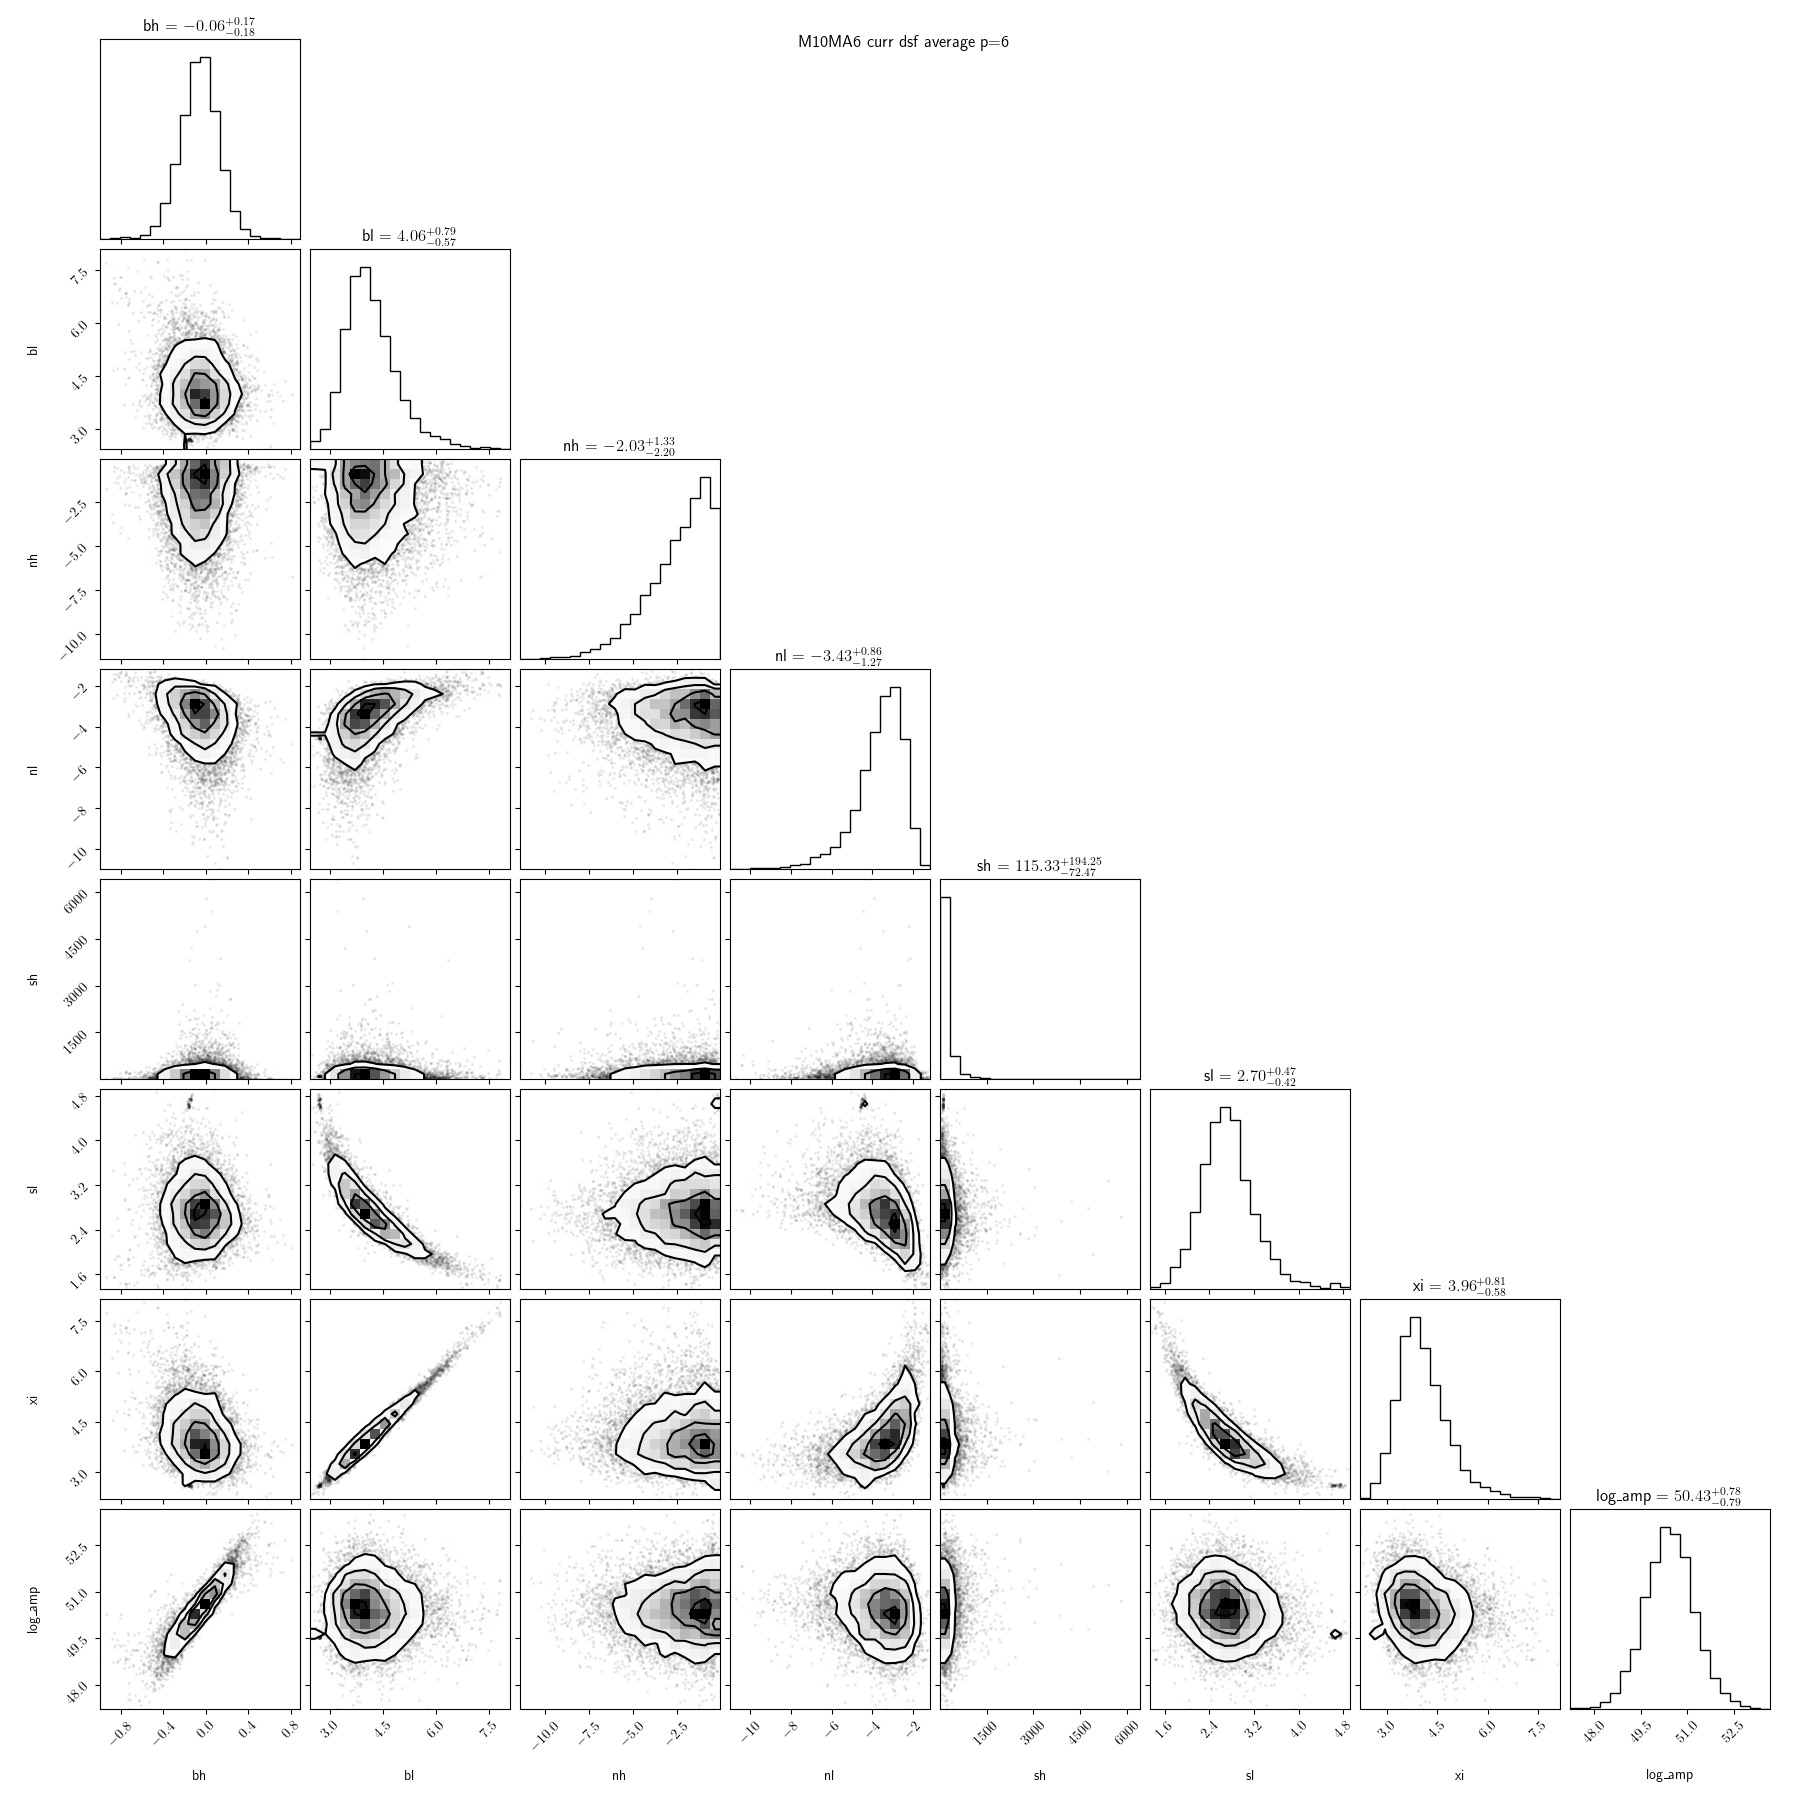 bh = −0.06+0.17−0.18
M10MA6 curr dsf average p=6
bl = 4.06+0.79−0.57
7.5
6.0
4.5
3.0
bl
nh = −2.03+1.33−2.20
−2.5
−5.0
−7.5
−10.0
nh
nl = −3.43+0.86−1.27
−2
−4
−6
−8
−10
nl
sh = 115.33+194.25−72.47
6000
4500
3000
1500
sh
sl = 2.70+0.47−0.42
4.8
4.0
3.2
2.4
1.6
sl
xi = 3.96+0.81−0.58
7.5
6.0
4.5
3.0
xi
log_amp = 50.43+0.78−0.79
52.5
51.0
49.5
48.0
log_amp
−0.8 −0.4 0.0 0.4 0.8 3.0 4.5 6.0 7.5 −10.0 −7.5 −5.0 −2.5 −10 −8 −6 −4 −2 1500 3000 4500 6000 1.6 2.4 3.2 4.0 4.8 3.0 4.5 6.0 7.5 48.0 49.5 51.0 52.5
bh bl nh nl sh sl xi log_amp